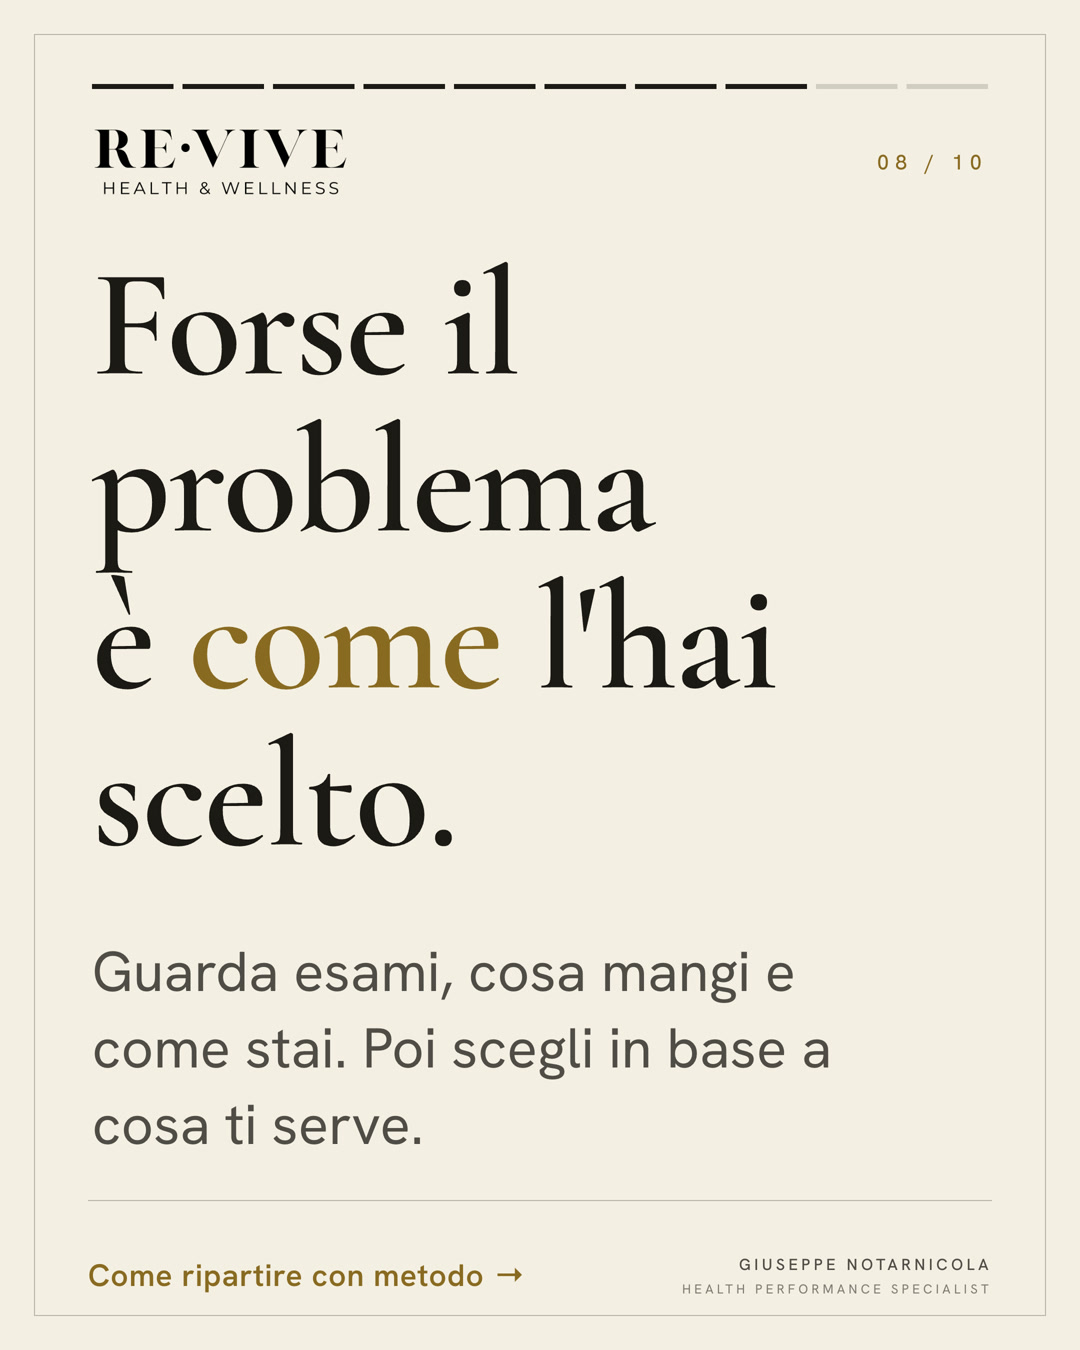 RE·VIVE
HEALTH & WELLNESS
08 / 10
Forse il
problema
è come l'hai
scelto.
Guarda esami, cosa mangi e
come stai. Poi scegli in base a
cosa ti serve.
Come ripartire con metodo →
GIUSEPPE NOTARNICOLA
HEALTH PERFORMANCE SPECIALIST